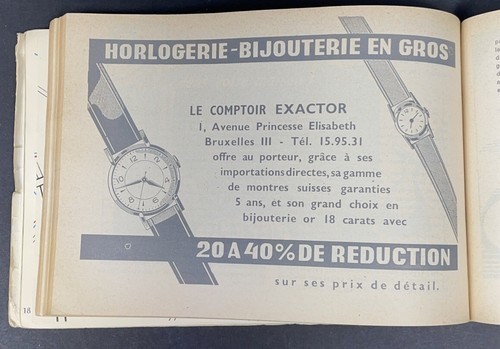 HORLOGERIE-BIJOUTERIE EN GROS
LE COMPTOIR EXACTOR
1, Avenue Princesse Elisabeth
Bruxelles III - Tél. 15.95.31
offre au porteur, grâce à ses
importations directes, sa gamme
de montres suisses garanties
5 ans, et son grand choix en
bijouterie or 18 carats avec
20 A 40% DE REDUCTION
sur ses prix de détail.
18